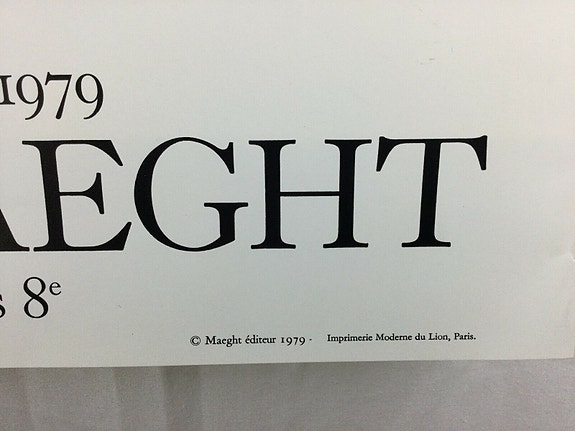 1979
AEGHT
s 8e
© Maeght éditeur 1979 - Imprimerie Moderne du Lion, Paris.